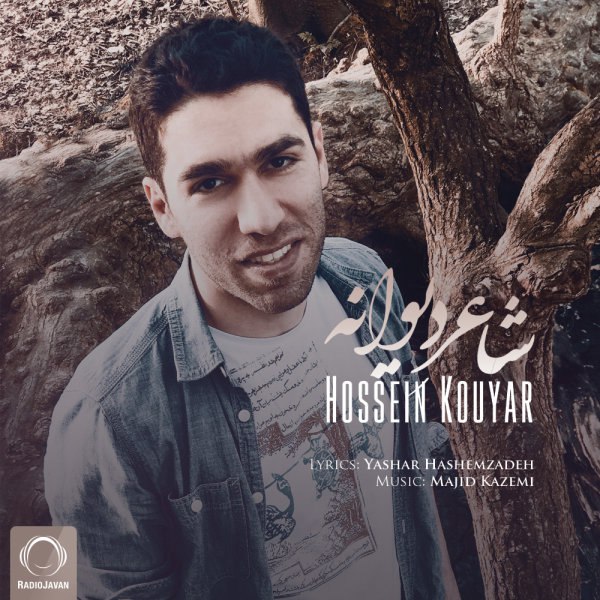 شاعر دیوانه
HOSSEIN KOUYAR
LYRICS: YASHAR HASHEMZADEH
MUSIC: MAJID KAZEMI
RADIOJAVAN